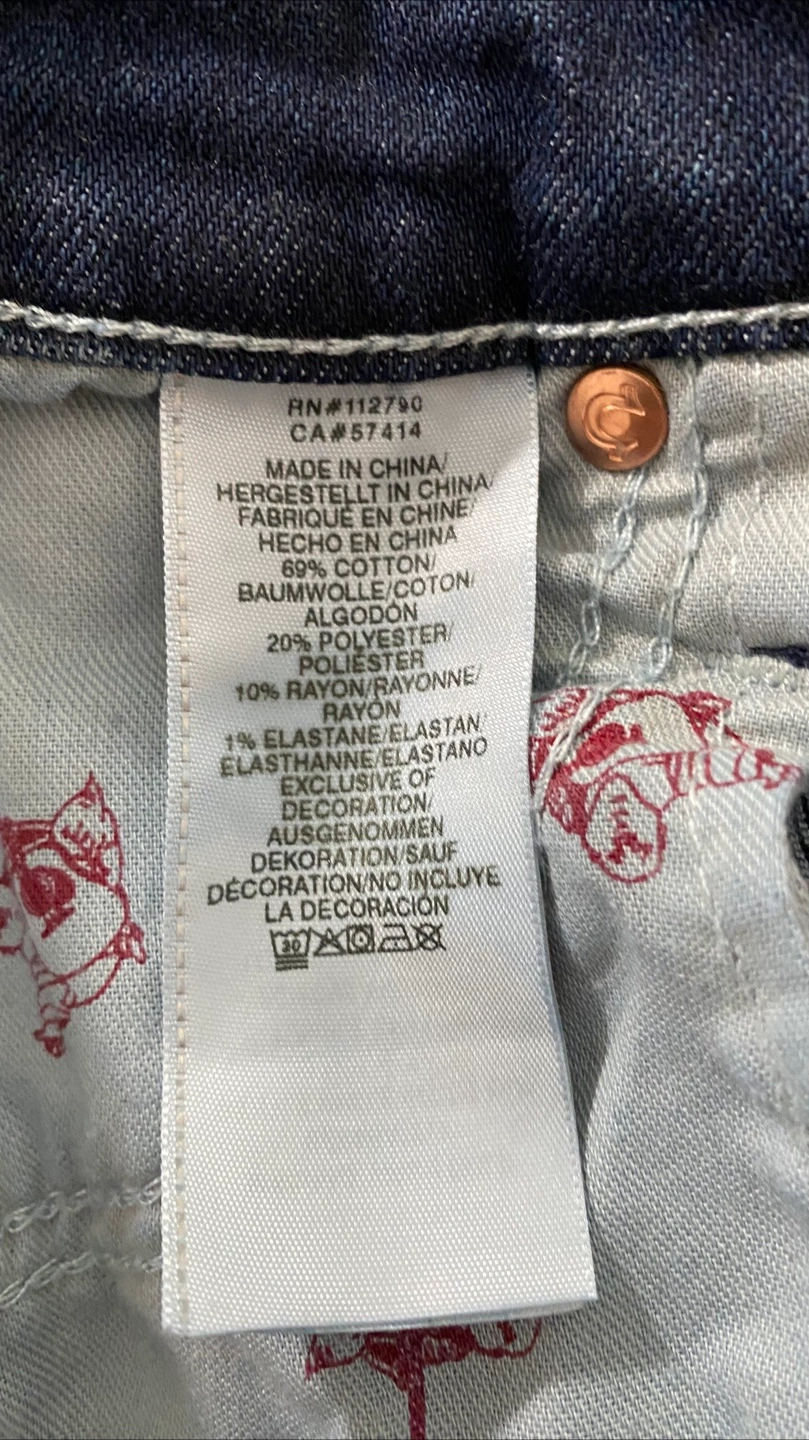 RN#112790
CA#57414
MADE IN CHINA/
HERGESTELLT IN CHINA/
FABRIQUÉ EN CHINE/
HECHO EN CHINA
69% COTTON/
BAUMWOLLE/COTON/
ALGODÓN
20% POLYESTER/
POLIÉSTER
10% RAYON/RAYONNE/
RAYÓN
1% ELASTANE/ELASTAN/
ELASTHANNE/ELASTANO
EXCLUSIVE OF
DECORATION/
AUSGENOMMEN
DEKORATION/SAUF
DÉCORATION/NO INCLUYE
LA DECORACION
30